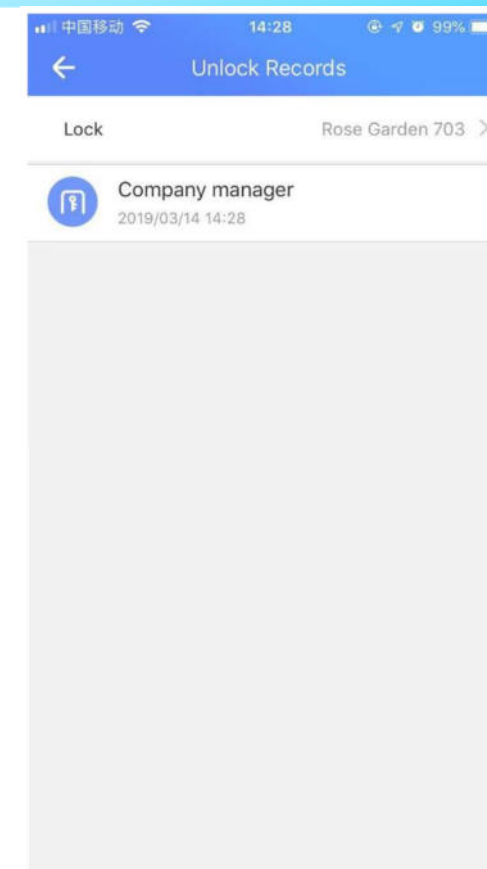 中国移动 14:28 99%
Unlock Records
Lock Rose Garden 703
Company manager
2019/03/14 14:28